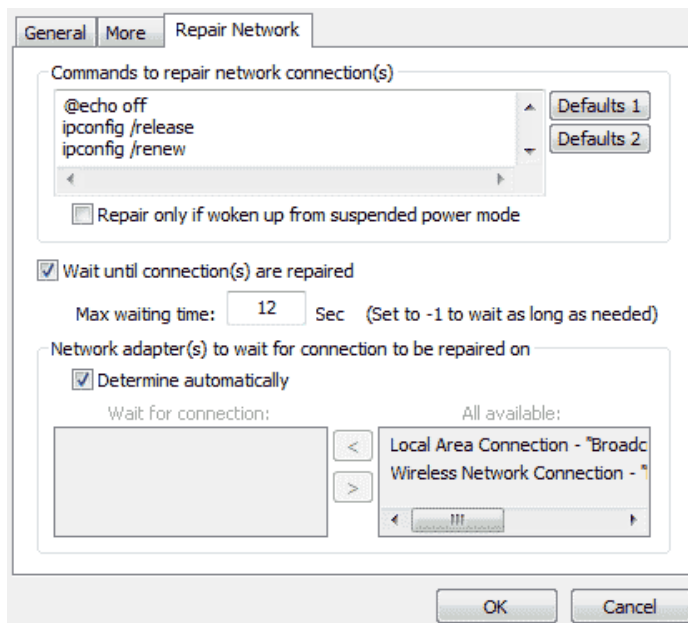 General More Repair Network
Commands to repair network connection(s)
@echo off
ipconfig /release
ipconfig /renew
Defaults 1
Defaults 2
Repair only if woken up from suspended power mode
Wait until connection(s) are repaired
Max waiting time: 12 Sec (Set to -1 to wait as long as needed)
Network adapter(s) to wait for connection to be repaired on
Determine automatically
Wait for connection:
<
>
All available:
Local Area Connection - "Broadc
Wireless Network Connection - "
OK Cancel